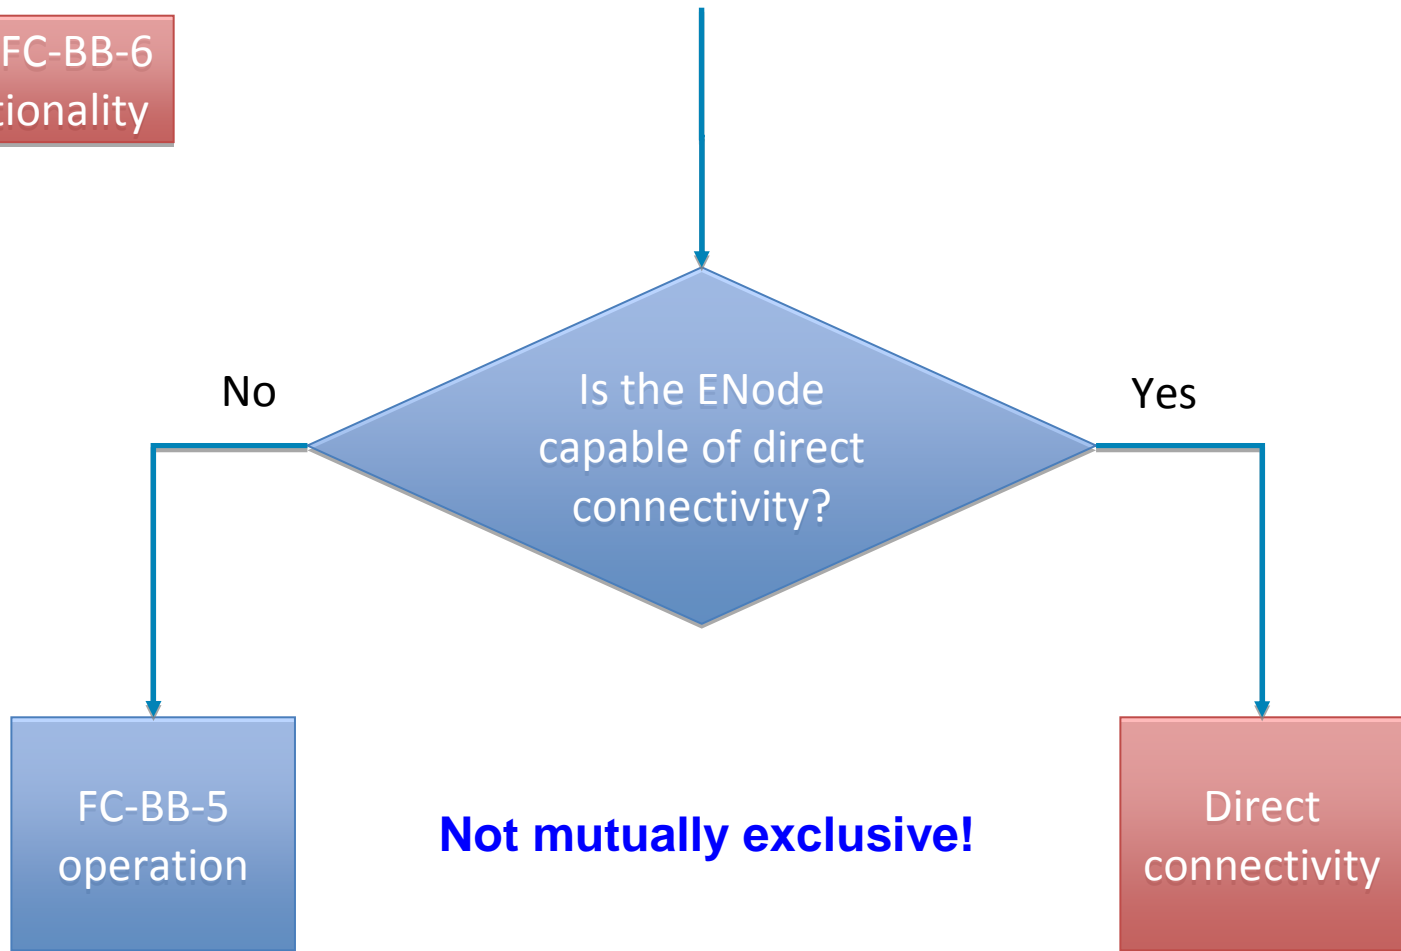 FC-BB-6
tionality
Is the ENode
capable of direct
connectivity?
No
Yes
FC-BB-5
operation
Not mutually exclusive!
Direct
connectivity